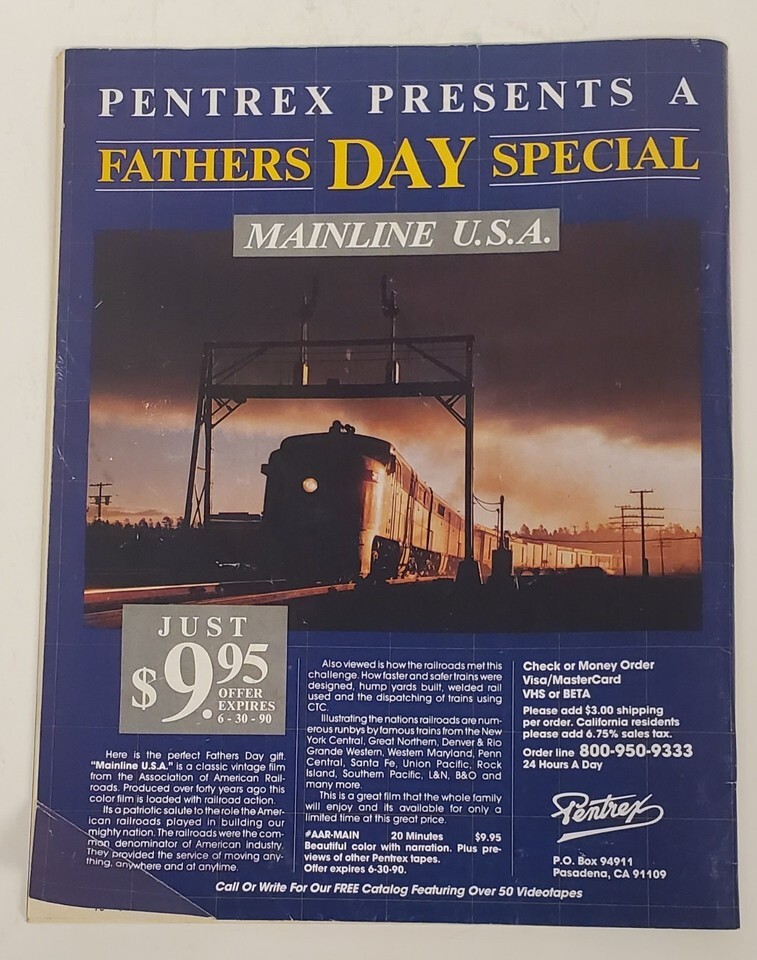 PENTREX PRESENTS A
FATHERS DAY SPECIAL
MAINLINE U.S.A.
JUST
$9.95
OFFER
EXPIRES
6-30-90
Here is the perfect Fathers Day gift.
"Mainline U.S.A." is a classic vintage film
from the Association of American Rail-
roads. Produced over forty years ago this
color film is loaded with railroad action.
Its a patriotic salute to the role the Amer-
ican railroads played in building our
mighty nation. The railroads were the com-
mon denominator of American industry.
They provided the service of moving any-
thing, anywhere and at anytime.
Also viewed is how the railroads met this
challenge. How faster and safer trains were
designed, hump yards built, welded rail
used and the dispatching of trains using
CTC.
Illustrating the nations railroads are num-
erous runbys by famous trains from the New
York Central, Great Northern, Denver & Rio
Grande Western, Western Maryland, Penn
Central, Santa Fe, Union Pacific, Rock
Island, Southern Pacific, L&N, B&O and
many more.
This is a great film that the whole family
will enjoy and its available for only a
limited time at this great price.
#AAR-MAIN 20 Minutes $9.95
Beautiful color with narration. Plus pre-
views of other Pentrex tapes.
Offer expires 6-30-90.
Check or Money Order
Visa/MasterCard
VHS or BETA
Please add $3.00 shipping
per order. California residents
please add 6.75% sales tax.
Order line 800-950-9333
24 Hours A Day
Pentrex
P.O. Box 94911
Pasadena, CA 91109
Call Or Write For Our FREE Catalog Featuring Over 50 Videotapes